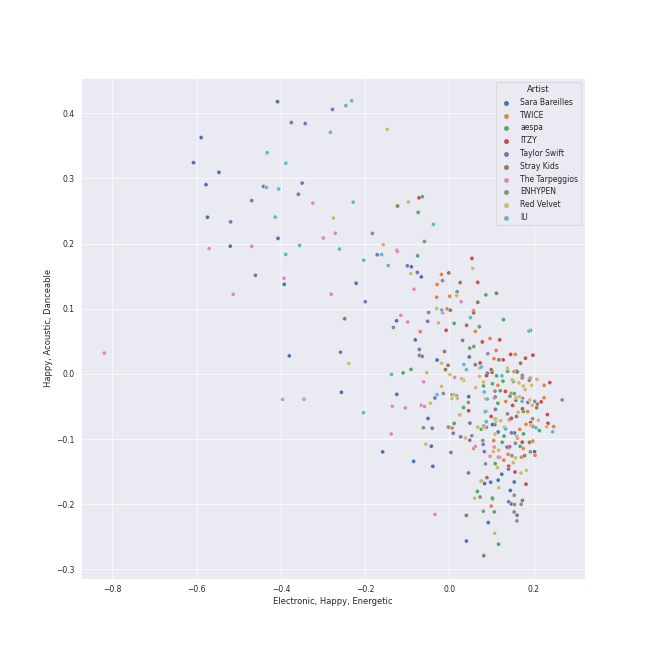 Artist
Sara Bareilles
TWICE
aespa
ITZY
Taylor Swift
Stray Kids
The Tarpeggios
ENHYPEN
Red Velvet
IU
0.4
0.3
0.2
0.1
0.0
−0.1
−0.2
−0.3
Happy, Acoustic, Danceable
−0.8
−0.6
−0.4
−0.2
0.0
0.2
Electronic, Happy, Energetic